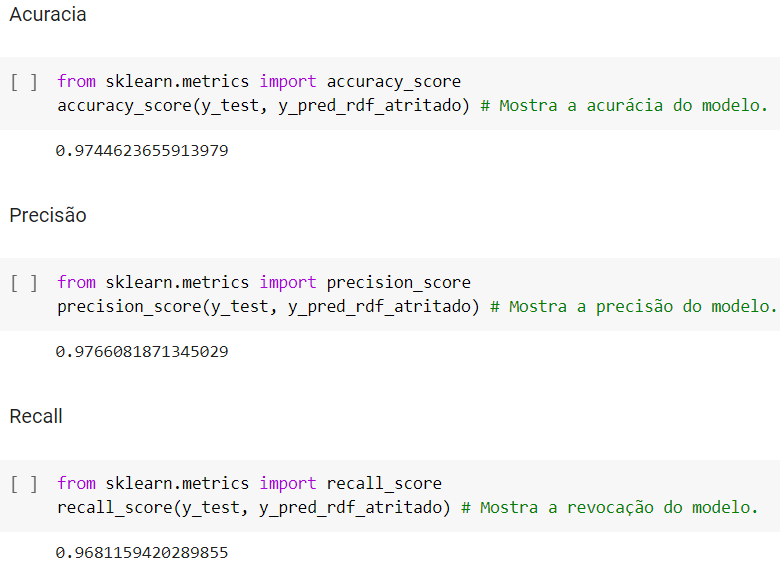 Acuracia
[ ] from sklearn.metrics import accuracy_score
accuracy_score(y_test, y_pred_rdf_atritado) # Mostra a acurácia do modelo.
0.9744623655913979
Precisão
[ ] from sklearn.metrics import precision_score
precision_score(y_test, y_pred_rdf_atritado) # Mostra a precisão do modelo.
0.9766081871345029
Recall
[ ] from sklearn.metrics import recall_score
recall_score(y_test, y_pred_rdf_atritado) # Mostra a revocação do modelo.
0.9681159420289855